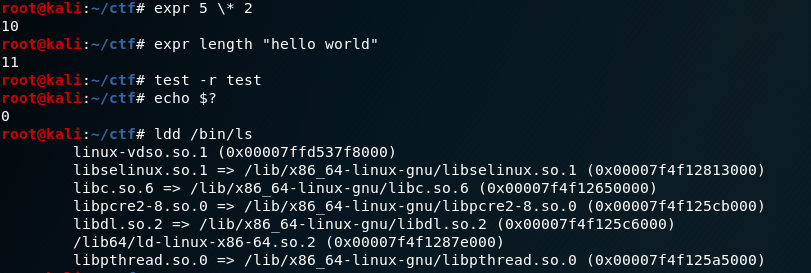 root@kali:~/ctf# expr 5 \* 2
10
root@kali:~/ctf# expr length "hello world"
11
root@kali:~/ctf# test -r test
root@kali:~/ctf# echo $?
0
root@kali:~/ctf# ldd /bin/ls
        linux-vdso.so.1 (0x00007ffd537f8000)
        libselinux.so.1 => /lib/x86_64-linux-gnu/libselinux.so.1 (0x00007f4f12813000)
        libc.so.6 => /lib/x86_64-linux-gnu/libc.so.6 (0x00007f4f12650000)
        libpcre2-8.so.0 => /lib/x86_64-linux-gnu/libpcre2-8.so.0 (0x00007f4f125cb000)
        libdl.so.2 => /lib/x86_64-linux-gnu/libdl.so.2 (0x00007f4f125c6000)
        /lib64/ld-linux-x86-64.so.2 (0x00007f4f1287e000)
        libpthread.so.0 => /lib/x86_64-linux-gnu/libpthread.so.0 (0x00007f4f125a5000)